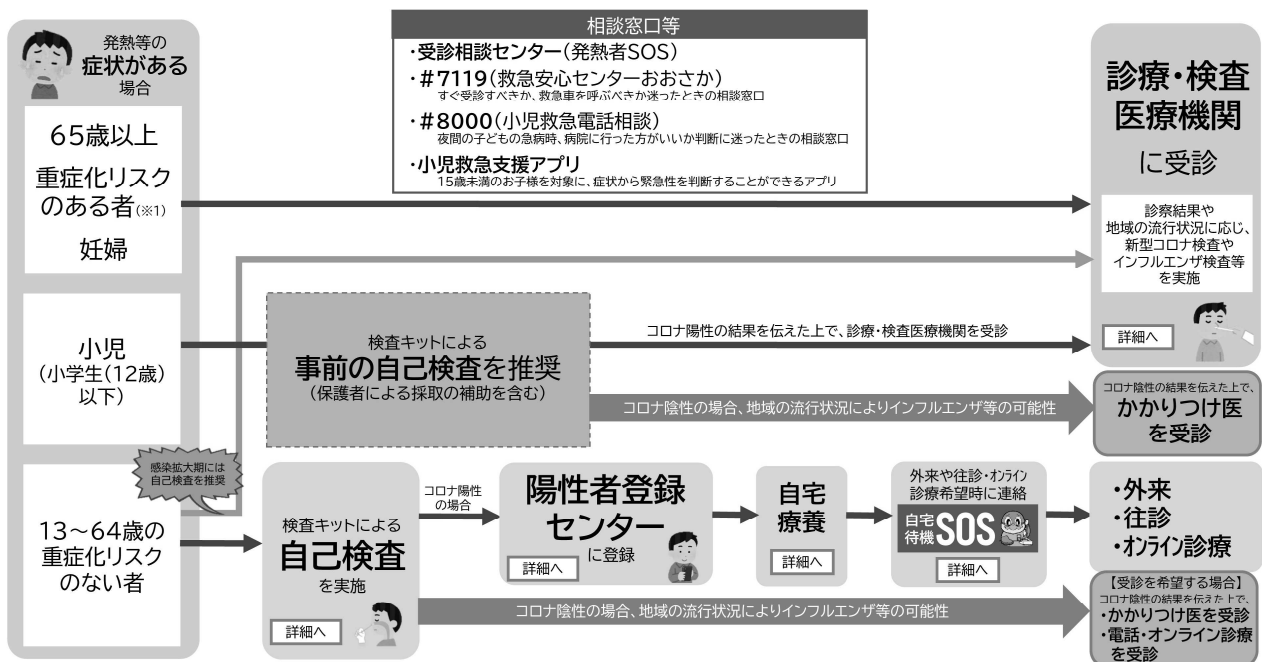 発熱等の
症状がある
場合
65歳以上
重症化リスク
のある者(※1)
妊婦
小児
(小学生(12歳)
以下)
感染拡大期には
自己検査を推奨
13～64歳の
重症化リスク
のない者
相談窓口等
・受診相談センター(発熱者SOS)
・＃7119(救急安心センターおおさか)
すぐ受診すべきか、救急車を呼ぶべきか迷ったときの相談窓口
・＃8000(小児救急電話相談)
夜間の子どもの急病時、病院に行った方がいいか判断に迷ったときの相談窓口
・小児救急支援アプリ
15歳未満のお子様を対象に、症状から緊急性を判断することができるアプリ
検査キットによる
事前の自己検査を推奨
(保護者による採取の補助を含む)
コロナ陽性の結果を伝えた上で、診療・検査医療機関を受診
コロナ陰性の場合、地域の流行状況によりインフルエンザ等の可能性
診療・検査
医療機関
に受診
診察結果や
地域の流行状況に応じ、
新型コロナ検査や
インフルエンザ検査等
を実施
詳細へ
コロナ陰性の結果を伝えた上で、
かかりつけ医
を受診
検査キットによる
自己検査
を実施
詳細へ
コロナ陽性
の場合
陽性者登録
センター
に登録
詳細へ
自宅
療養
詳細へ
外来や往診・オンライン
診療希望時に連絡
自宅
待機SOS
詳細へ
・外来
・往診
・オンライン診療
コロナ陰性の場合、地域の流行状況によりインフルエンザ等の可能性
【受診を希望する場合】
コロナ陰性の結果を伝えた上で、
・かかりつけ医を受診
・電話・オンライン診療
を受診